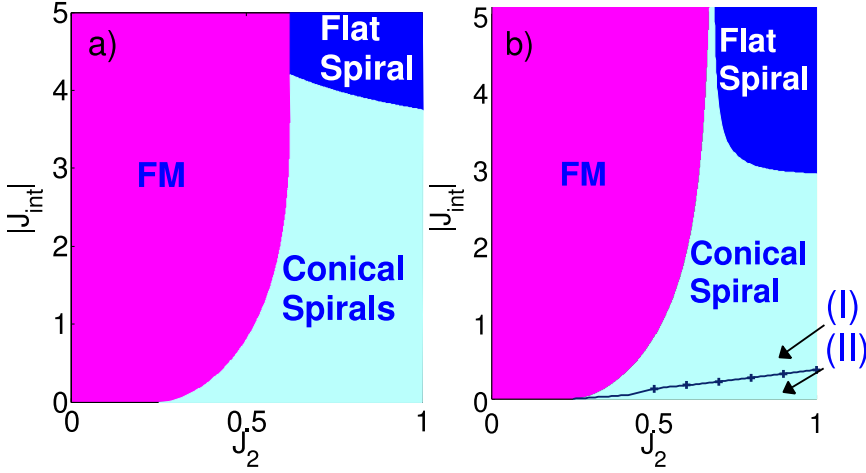 a)
Flat
Spiral
FM
Conical
Spirals
|J_int|
5
4
3
2
1
0
0
0.5
1
J_2
b)
Flat
Spiral
FM
Conical
Spiral
(I)
(II)
|J_int|
5
4
3
2
1
0
0
0.5
1
J_2